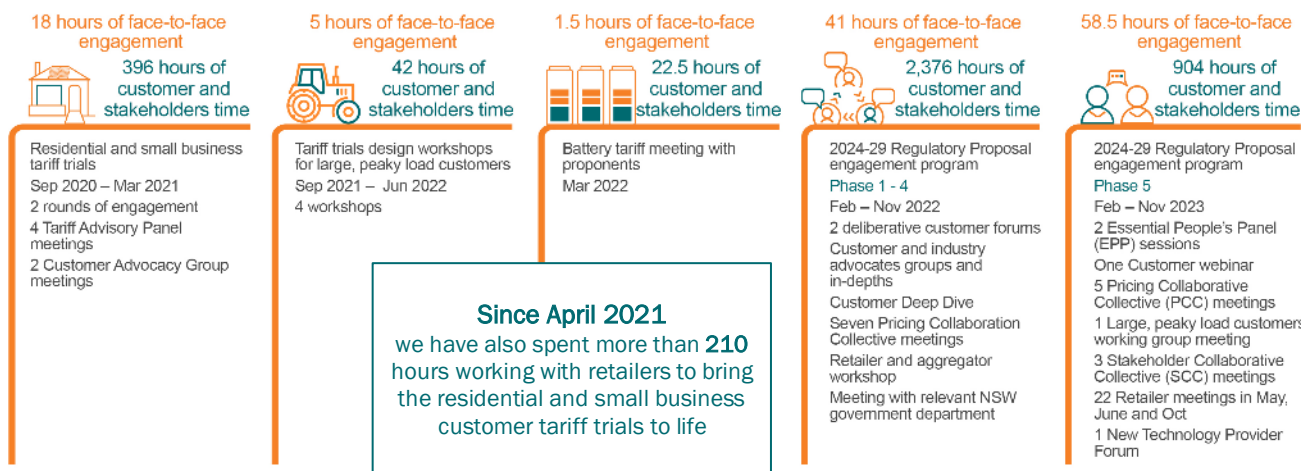 18 hours of face-to-face
engagement
396 hours of
customer and
stakeholders time
Residential and small business
tariff trials
Sep 2020 – Mar 2021
2 rounds of engagement
4 Tariff Advisory Panel
meetings
2 Customer Advocacy Group
meetings
5 hours of face-to-face
engagement
42 hours of
customer and
stakeholders time
Tariff trials design workshops
for large, peaky load customers
Sep 2021 – Jun 2022
4 workshops
1.5 hours of face-to-face
engagement
22.5 hours of
customer and
stakeholders time
Battery tariff meeting with
proponents
Mar 2022
41 hours of face-to-face
engagement
2,376 hours of
customer and
stakeholders time
2024-29 Regulatory Proposal
engagement program
Phase 1 - 4
Feb – Nov 2022
2 deliberative customer forums
Customer and industry
advocates groups and
in-depths
Customer Deep Dive
Seven Pricing Collaboration
Collective meetings
Retailer and aggregator
workshop
Meeting with relevant NSW
government department
58.5 hours of face-to-face
engagement
904 hours of
customer and
stakeholders time
2024-29 Regulatory Proposal
engagement program
Phase 5
Feb – Nov 2023
2 Essential People's Panel
(EPP) sessions
One Customer webinar
5 Pricing Collaborative
Collective (PCC) meetings
1 Large, peaky load customers
working group meeting
3 Stakeholder Collaborative
Collective (SCC) meetings
22 Retailer meetings in May,
June and Oct
1 New Technology Provider
Forum
Since April 2021
we have also spent more than 210
hours working with retailers to bring
the residential and small business
customer tariff trials to life